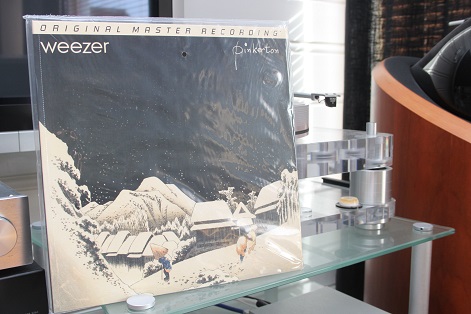 ORIGINAL MASTER RECORDING
weezer
pinkerton